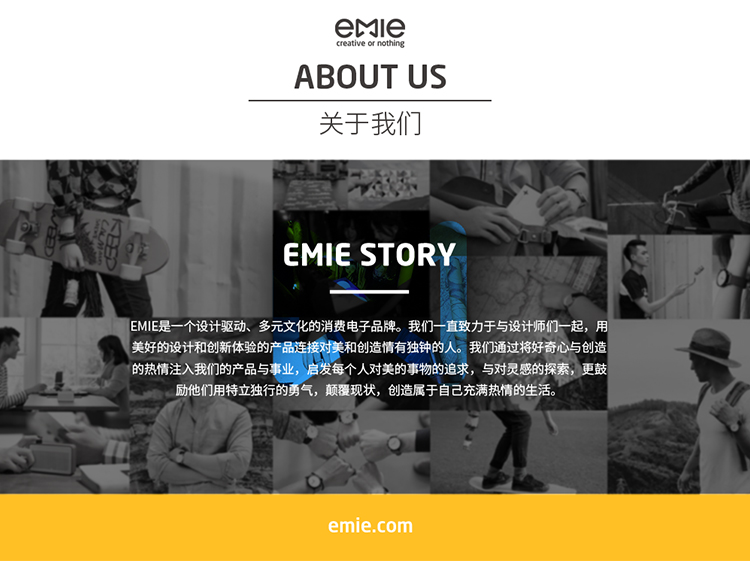 emie
creative or nothing
ABOUT US
关于我们
EMIE STORY
EMIE是一个设计驱动、多元文化的消费电子品牌。我们一直致力于与设计师们一起，用
美好的设计和创新体验的产品连接对美和创造情有独钟的人。我们通过将好奇心与创造
的热情注入我们的产品与事业，启发每个人对美的事物的追求，与对灵感的探索，更鼓
励他们用特立独行的勇气，颠覆现状，创造属于自己充满热情的生活。
emie.com